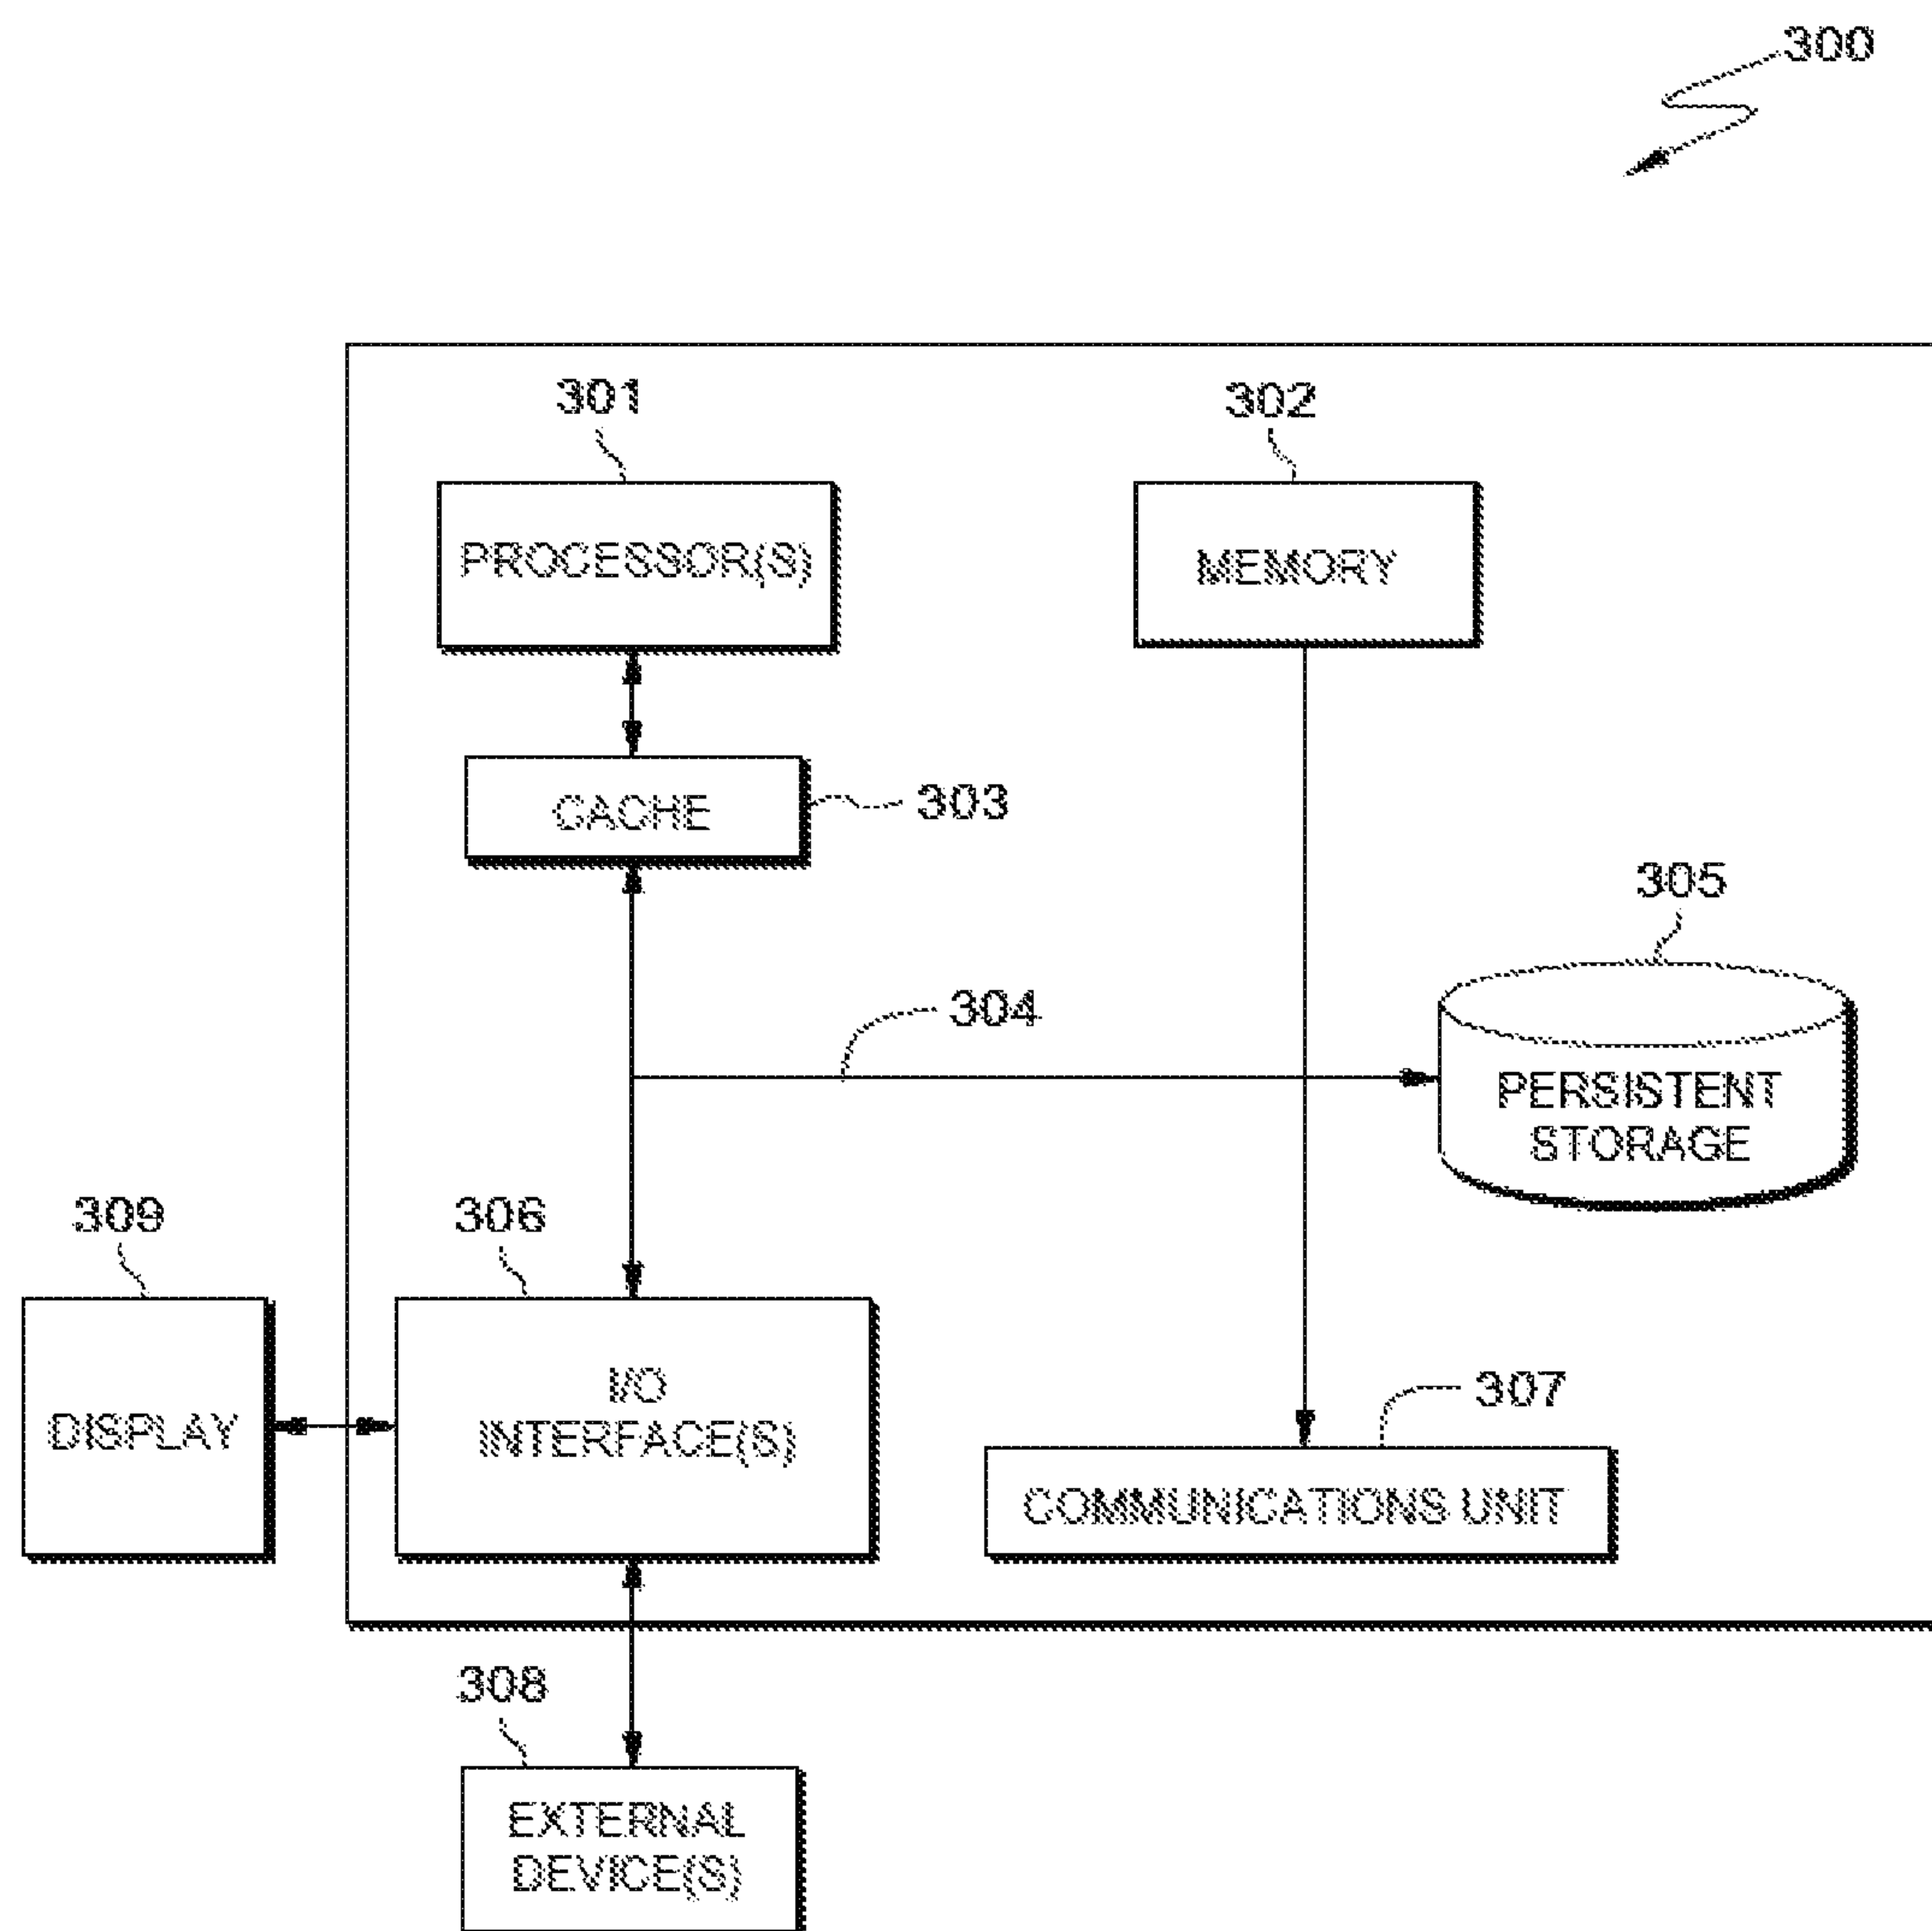 300
301
302
PROCESSOR(S)
MEMORY
CACHE
303
305
304
PERSISTENT
STORAGE
309
306
DISPLAY
I/O
INTERFACE(S)
307
COMMUNICATIONS UNIT
308
EXTERNAL
DEVICE(S)